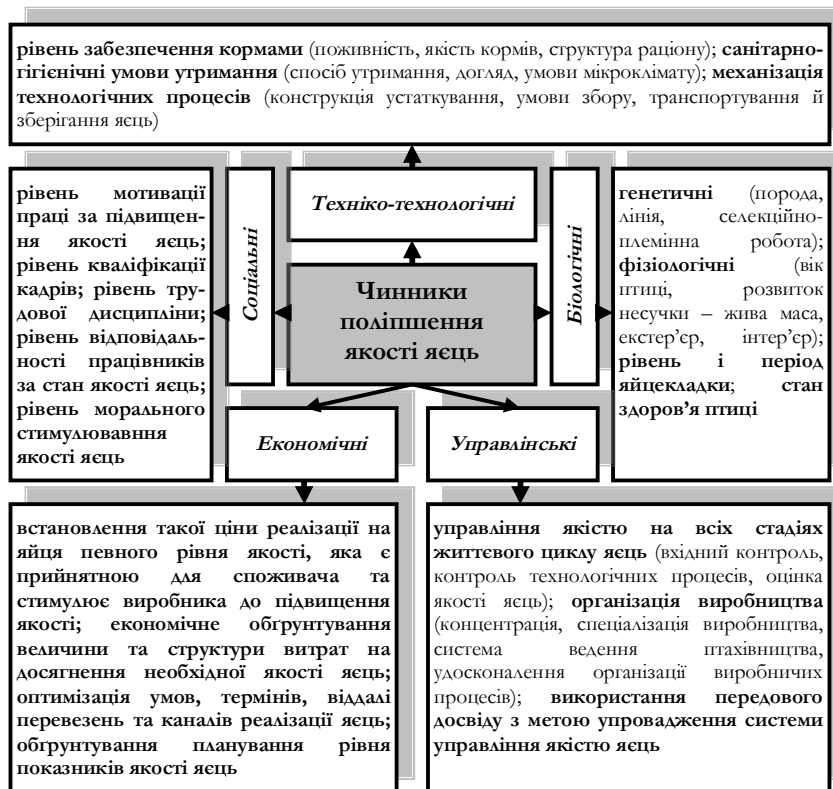 рівень забезпечення кормами (поживність, якість кормів, структура раціону); санітарно-
гігієнічні умови утримання (спосіб утримання, догляд, умови мікроклімату); механізація
технологічних процесів (конструкція устаткування, умови збору, транспортування й
зберігання яєць)
рівень мотивації
праці за підвищен-
ня якості яєць;
рівень кваліфікації
кадрів; рівень тру-
дової дисципліни;
рівень відповідаль-
ності працівників
за стан якості яєць;
рівень морального
стимулювавння
якості яєць
Соціальні
Техніко-технологічні
Чинники
поліпшення
якості яєць
Біологічні
генетичні (порода,
лінія, селекційно-
племінна робота);
фізіологічні (вік
птиці, розвиток
несучки – жива маса,
екстер’єр, інтер’єр);
рівень і період
яйцекладки; стан
здоров’я птиці
Економічні
Управлінські
встановлення такої ціни реалізації на
яйця певного рівня якості, яка є
прийнятною для споживача та
стимулює виробника до підвищення
якості; економічне обґрунтування
величини та структури витрат на
досягнення необхідної якості яєць;
оптимізація умов, термінів, віддалі
перевезень та каналів реалізації яєць;
обґрунтування планування рівня
показників якості яєць
управління якістю на всіх стадіях
життєвого циклу яєць (вхідний контроль,
контроль технологічних процесів, оцінка
якості яєць); організація виробництва
(концентрація, спеціалізація виробництва,
система ведення птахівництва,
удосконалення організації виробничих
процесів); використання передового
досвіду з метою упровадження системи
управління якістю яєць